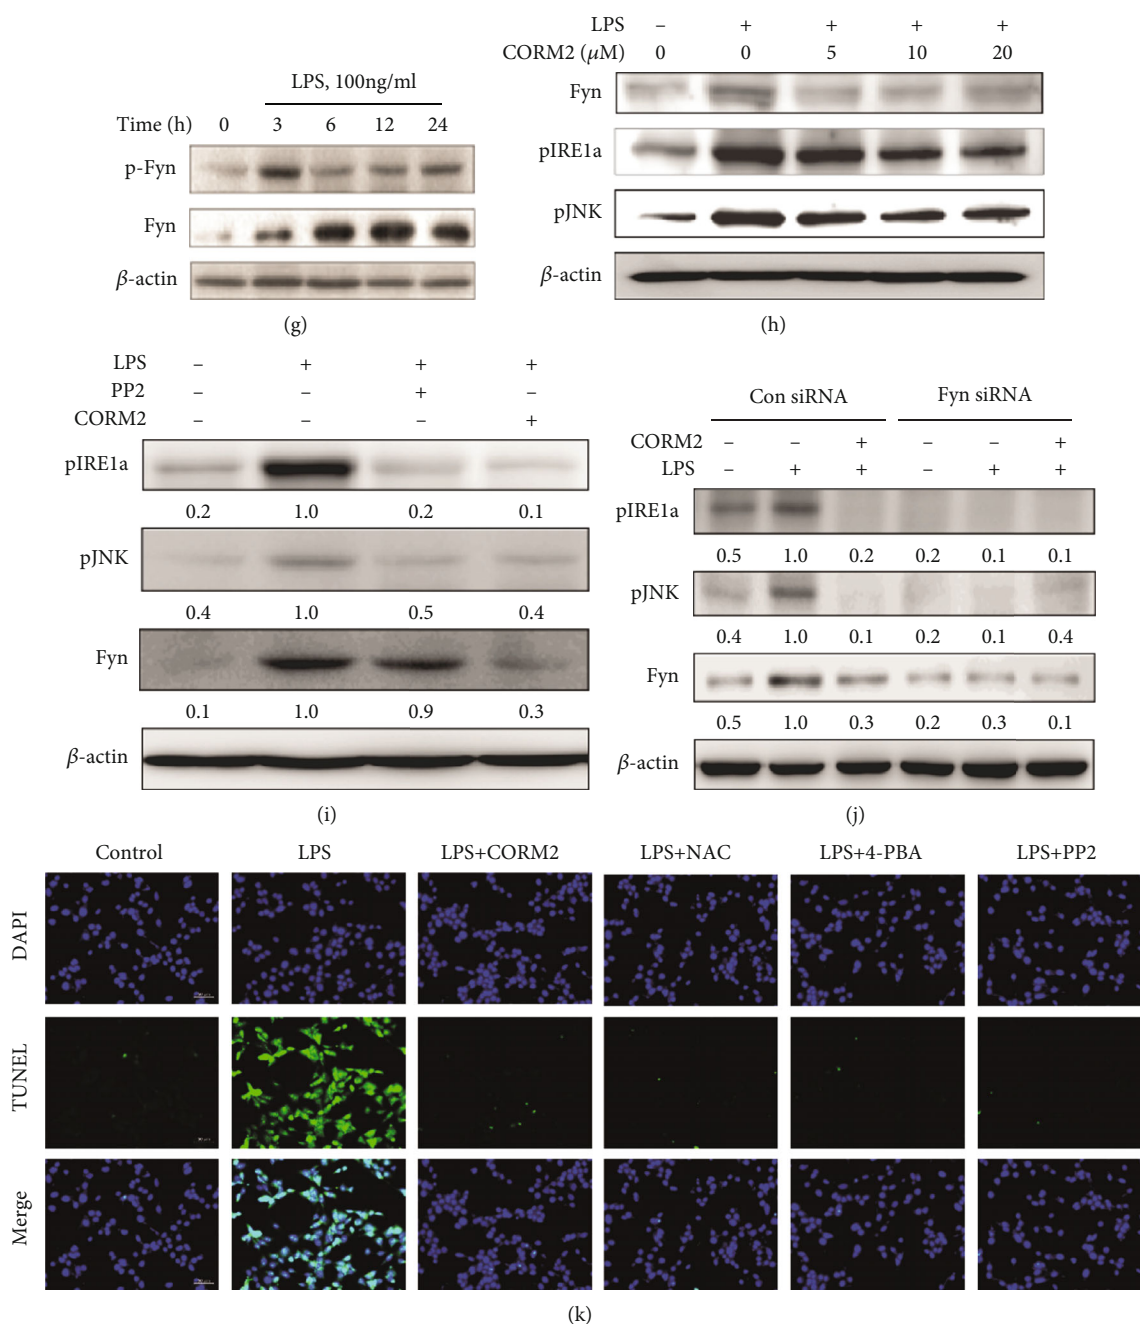 LPS, 100ng/ml
Time (h) 0 3 6 12 24
p-Fyn
Fyn
β-actin
(g)
LPS – + + + +
CORM2 (μM) 0 0 5 10 20
Fyn
pIRE1a
pJNK
β-actin
(h)
LPS – + + +
PP2 – – + –
CORM2 – – – +
pIRE1a
0.2 1.0 0.2 0.1
pJNK
0.4 1.0 0.5 0.4
Fyn
0.1 1.0 0.9 0.3
β-actin
(i)
Con siRNA Fyn siRNA
CORM2 – – + – – +
LPS – + + – + +
pIRE1a
0.5 1.0 0.2 0.2 0.1 0.1
pJNK
0.4 1.0 0.1 0.2 0.1 0.4
Fyn
0.5 1.0 0.3 0.2 0.3 0.1
β-actin
(j)
Control LPS LPS+CORM2 LPS+NAC LPS+4-PBA LPS+PP2
DAPI
TUNEL
Merge
(k)